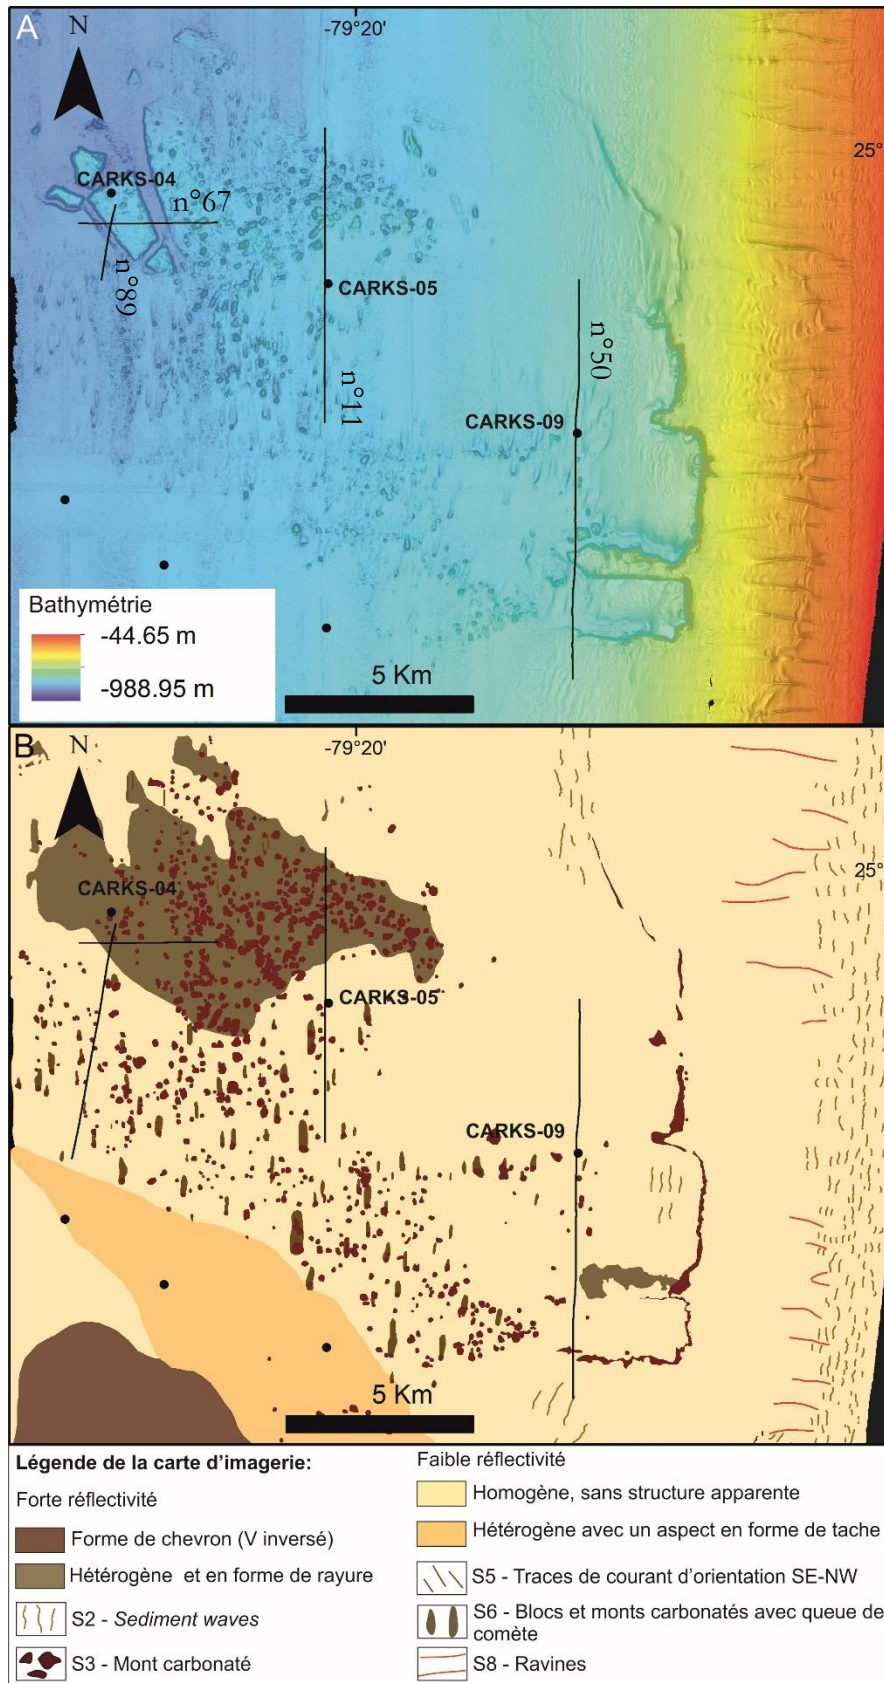 A
N
-79°20'
25°
CARKS-04
n°67
n°89
CARKS-05
n°11
n°50
CARKS-09
Bathymétrie
-44.65 m
-988.95 m
5 Km
B
N
-79°20'
25°
CARKS-04
CARKS-05
CARKS-09
5 Km
Légende de la carte d'imagerie:
Forte réflectivité
Forme de chevron (V inversé)
Hétérogène et en forme de rayure
S2 - Sediment waves
S3 - Mont carbonaté
Faible réflectivité
Homogène, sans structure apparente
Hétérogène avec un aspect en forme de tache
S5 - Traces de courant d'orientation SE-NW
S6 - Blocs et monts carbonatés avec queue de
comète
S8 - Ravines